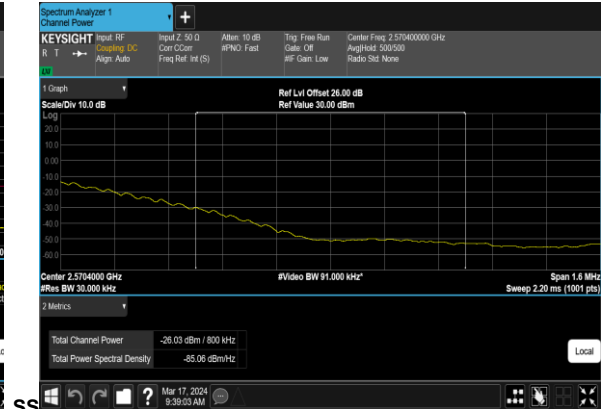 Spectrum Analyzer 1
Channel Power
+
KEYSIGHT Input: RF Input Z: 50 Ω Atten: 10 dB Trig: Free Run Center Freq: 2.570400000 GHz
R T Coupling: DC Corr CCorr #PNO: Fast Gate: Off Avg|Hold: 500/500
Align: Auto Freq Ref: Int (S) #IF Gain: Low Radio Std: None
1 Graph
Ref Lvl Offset 26.00 dB
Scale/Div 10.0 dB Ref Value 30.00 dBm
Log
20.0
10.0
0.00
-10.0
-20.0
-30.0
-40.0
-50.0
-60.0
Center 2.5704000 GHz #Video BW 91.000 kHz* Span 1.6 MHz
#Res BW 30.000 kHz Sweep 2.20 ms (1001 pts)
2 Metrics
Total Channel Power -26.03 dBm / 800 kHz
Total Power Spectral Density -85.06 dBm/Hz
Local
? Mar 17, 2024
9:39:03 AM
ss